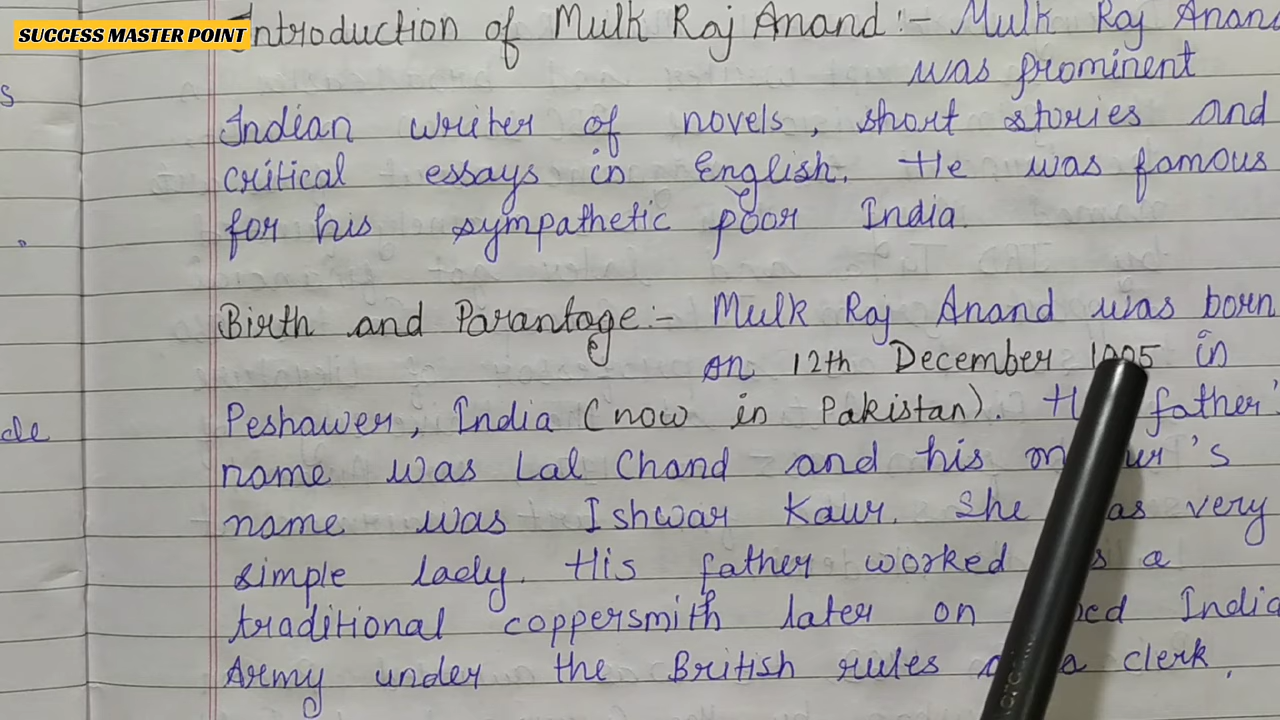 SUCCESS MASTER POINT
Introduction of Mulk Raj Anand :- Mulk Raj Anand
was prominent
Indian writer of novels, short stories and
critical essays in English. He was famous
for his sympathetic poor India.
Birth and Parantage :- Mulk Raj Anand was born
on 12th December in
Peshawer, India (now in Pakistan). father's
name was Lal Chand and his
name was Ishwar Kaur. She very
simple lady. His father worked a
traditional coppersmith later on India
Army under the British rules a clerk.